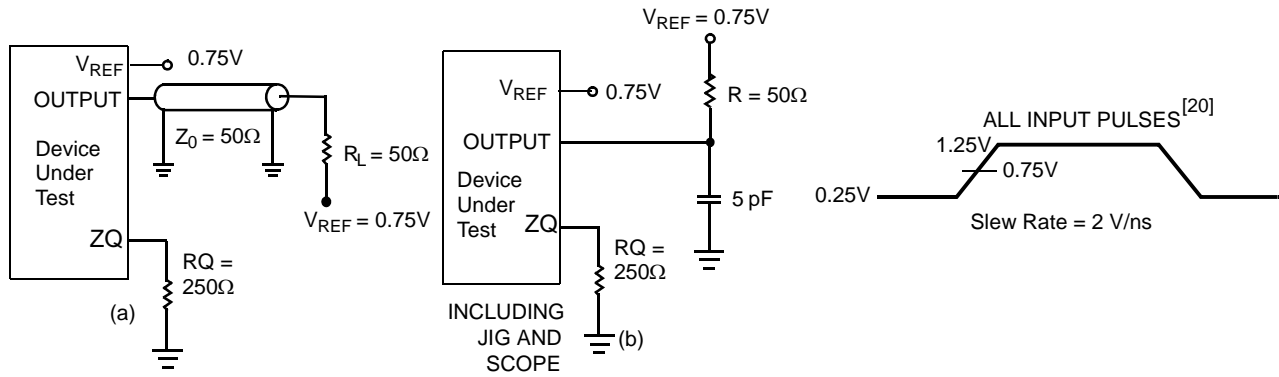 V_REF
0.75V
OUTPUT
Z_0 = 50Ω
Device
Under
Test
R_L = 50Ω
V_REF = 0.75V
ZQ
RQ =
250Ω
(a)
V_REF = 0.75V
R = 50Ω
V_REF
0.75V
OUTPUT
Device
Under
Test
5 pF
ZQ
RQ =
250Ω
INCLUDING
JIG AND
SCOPE
(b)
ALL INPUT PULSES[20]
1.25V
0.75V
0.25V
Slew Rate = 2 V/ns